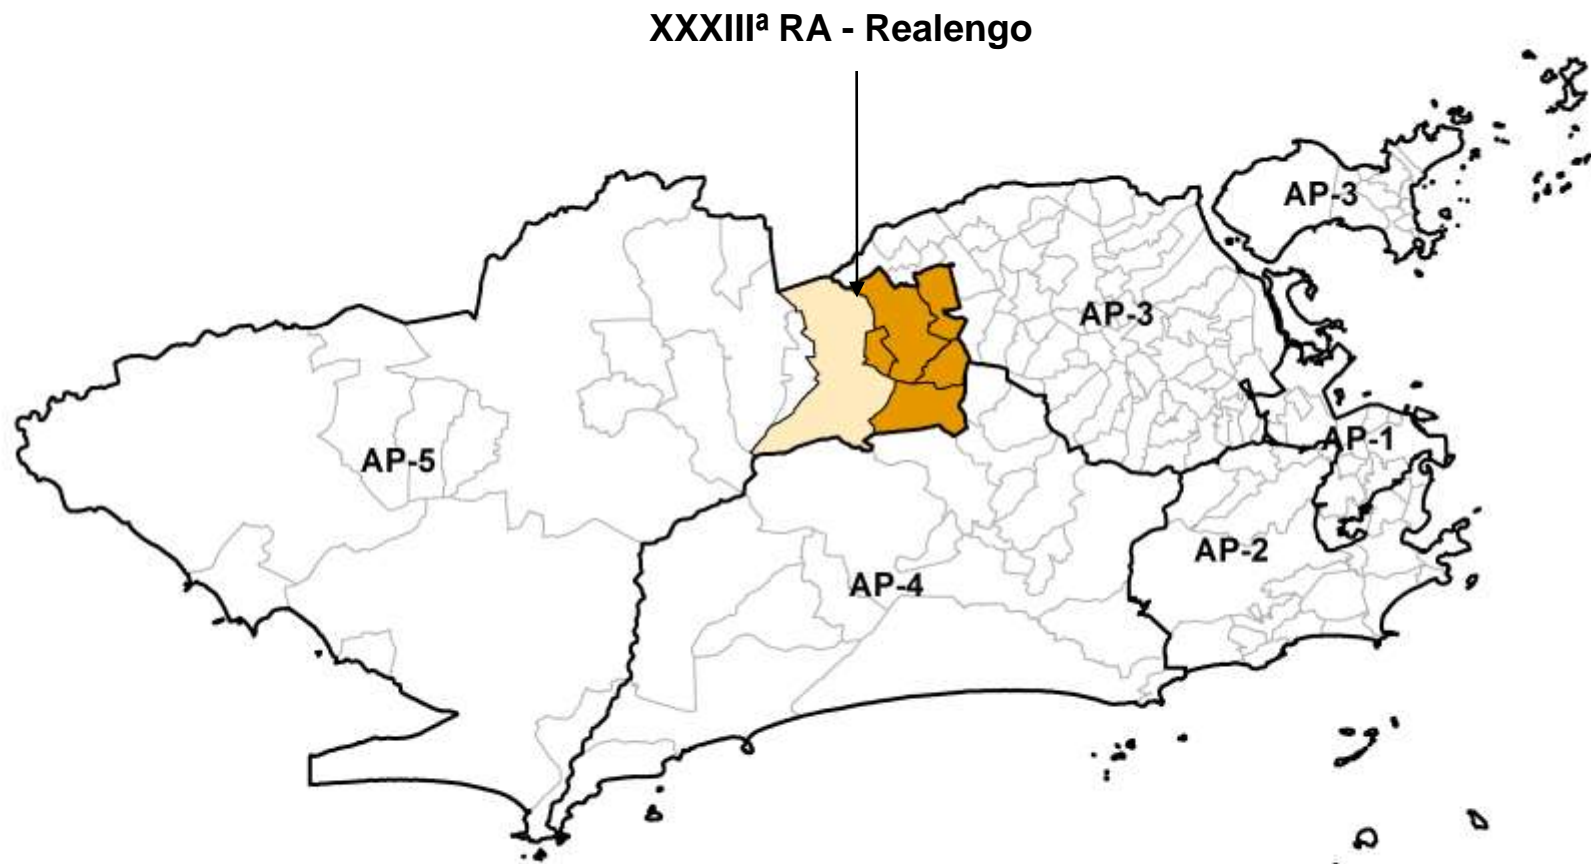 XXXIIIª RA - Realengo
AP-3
AP-3
AP-1
AP-5
AP-2
AP-4